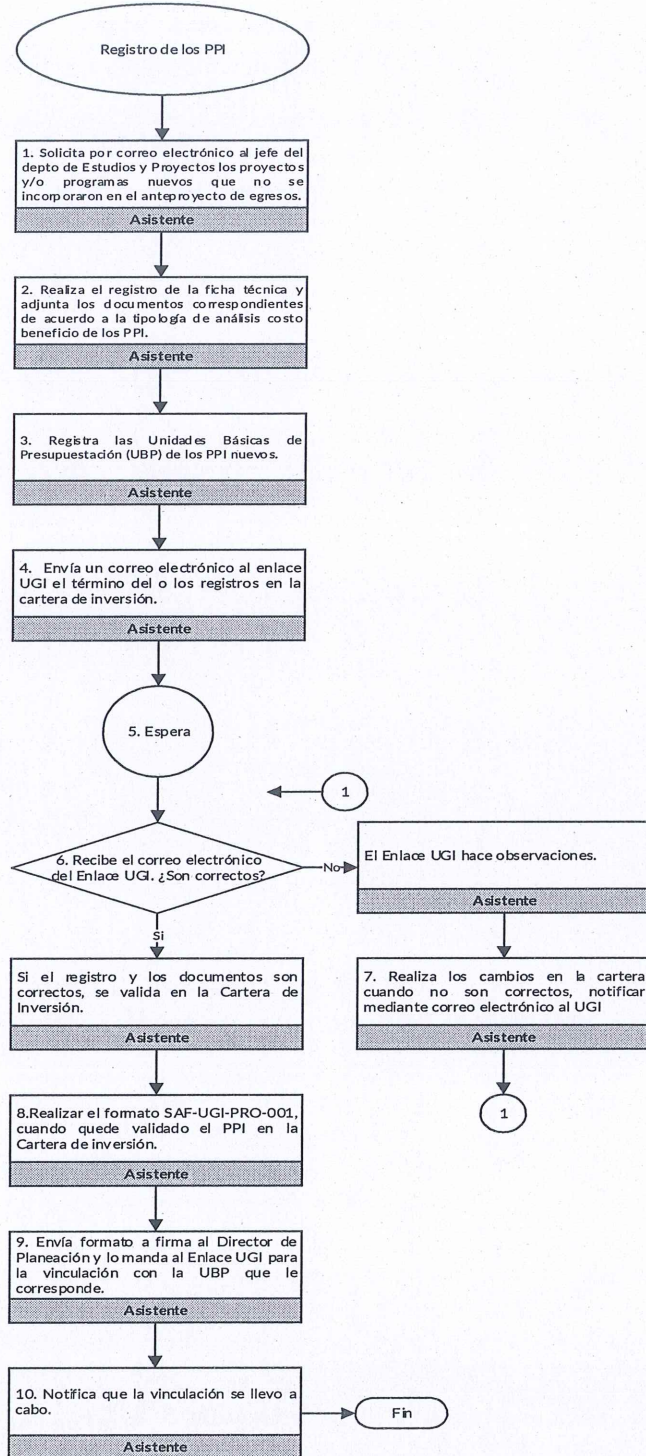 Registro de los PPI
1. Solicita por correo electrónico al jefe del
depto de Estudios y Proyectos los proyectos
y/o programas nuevos que no se
incorporaron en el anteproyecto de egresos.
Asistente
2. Realiza el registro de la ficha técnica y
adjunta los documentos correspondientes
de acuerdo a la tipología de análisis costo
beneficio de los PPI.
Asistente
3. Registra las Unidades Básicas de
Presupuestación (UBP) de los PPI nuevos.
Asistente
4. Envía un correo electrónico al enlace
UGI el término del o los registros en la
cartera de inversión.
Asistente
5. Espera
1
6. Recibe el correo electrónico
del Enlace UGI. ¿Son correctos?
No
El Enlace UGI hace observaciones.
Asistente
Si
Si el registro y los documentos son
correctos, se valida en la Cartera de
Inversión.
Asistente
7. Realiza los cambios en la cartera
cuando no son correctos, notificar
mediante correo electrónico al UGI
Asistente
1
8.Realizar el formato SAF-UGI-PRO-001,
cuando quede validado el PPI en la
Cartera de inversión.
Asistente
9. Envía formato a firma al Director de
Planeación y lo manda al Enlace UGI para
la vinculación con la UBP que le
corresponde.
Asistente
10. Notifica que la vinculación se llevo a
cabo.
Asistente
Fin